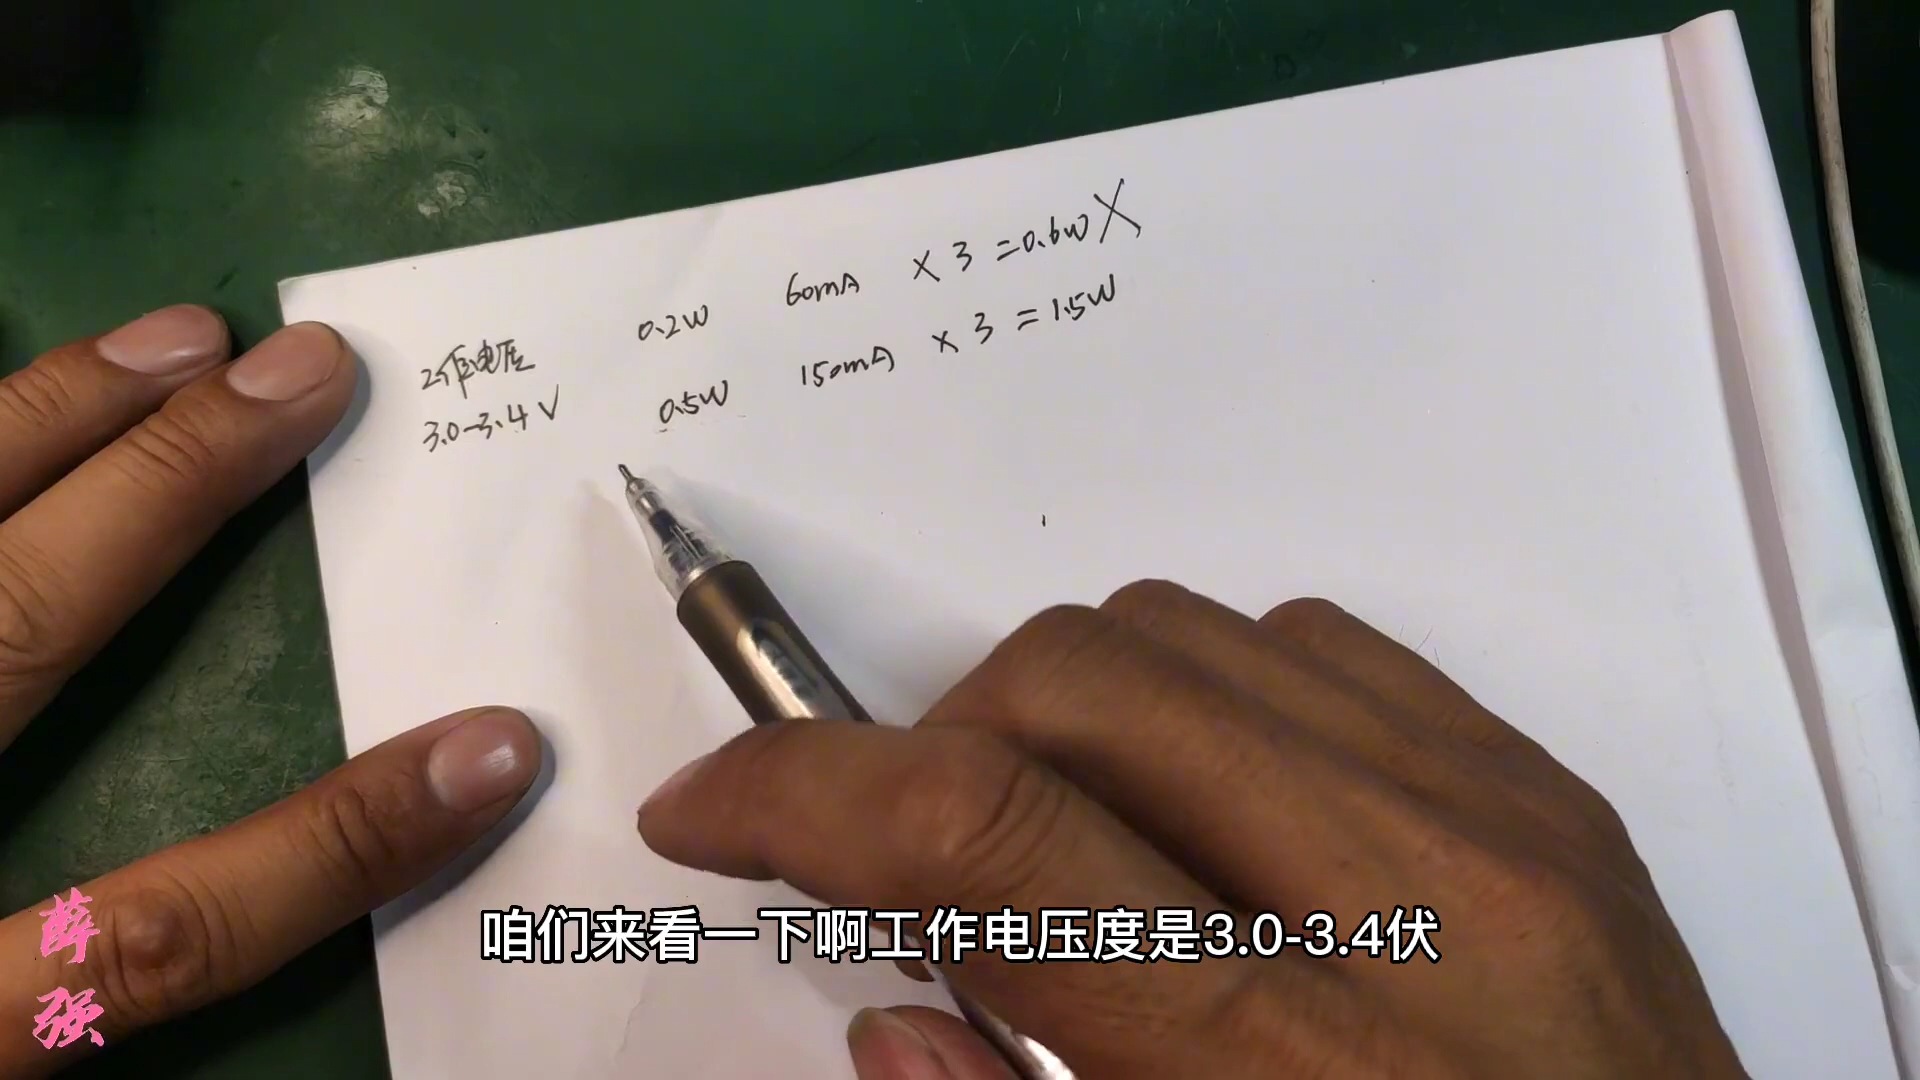 0.2W 60mA × 3 = 0.6W X
工作电压
3.0-3.4V 0.5W 150mA × 3 = 1.5W
咱们来看一下啊工作电压度是3.0-3.4伏
薛
强